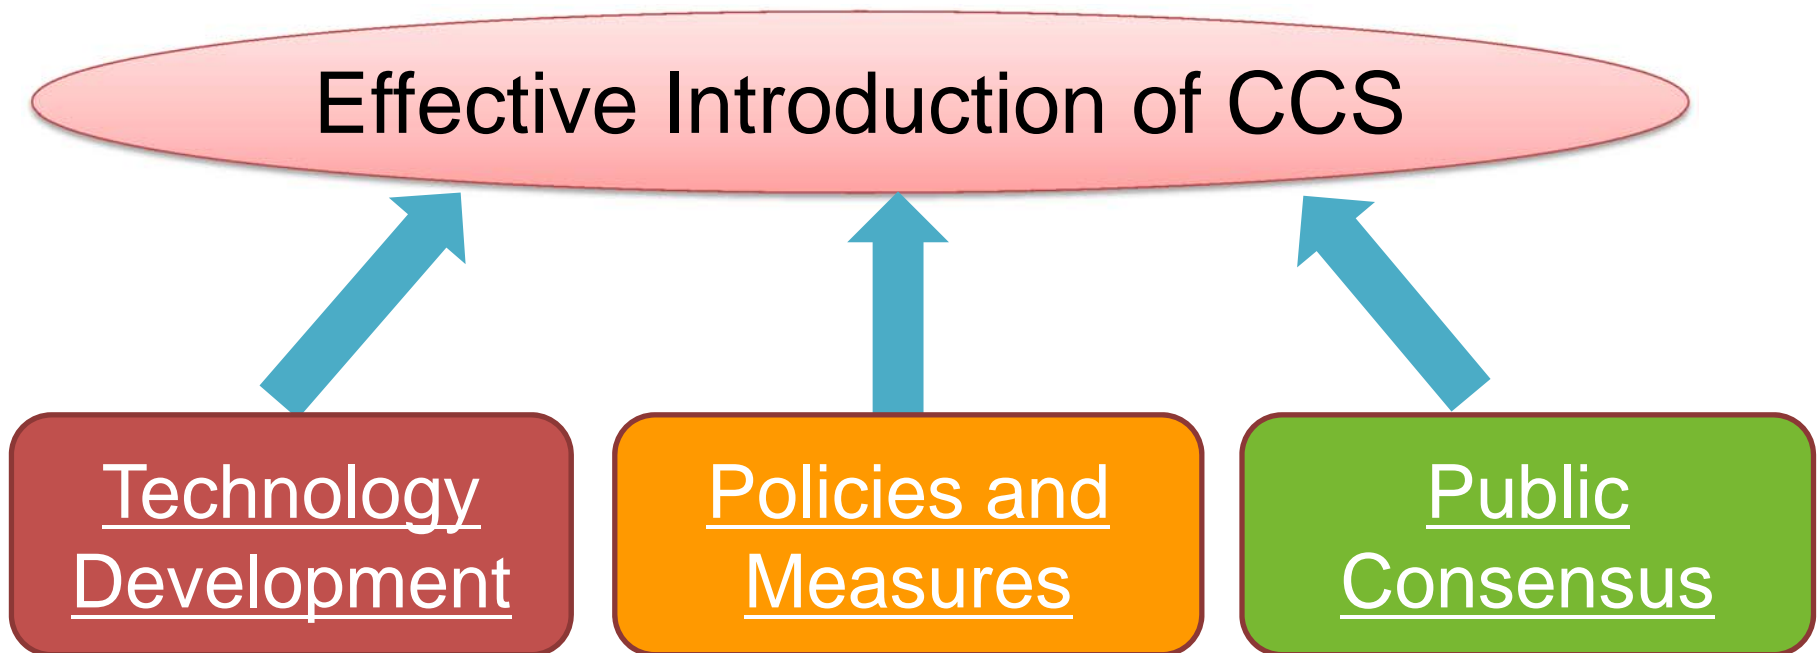 Effective Introduction of CCS
Technology
Development
Policies and
Measures
Public
Consensus